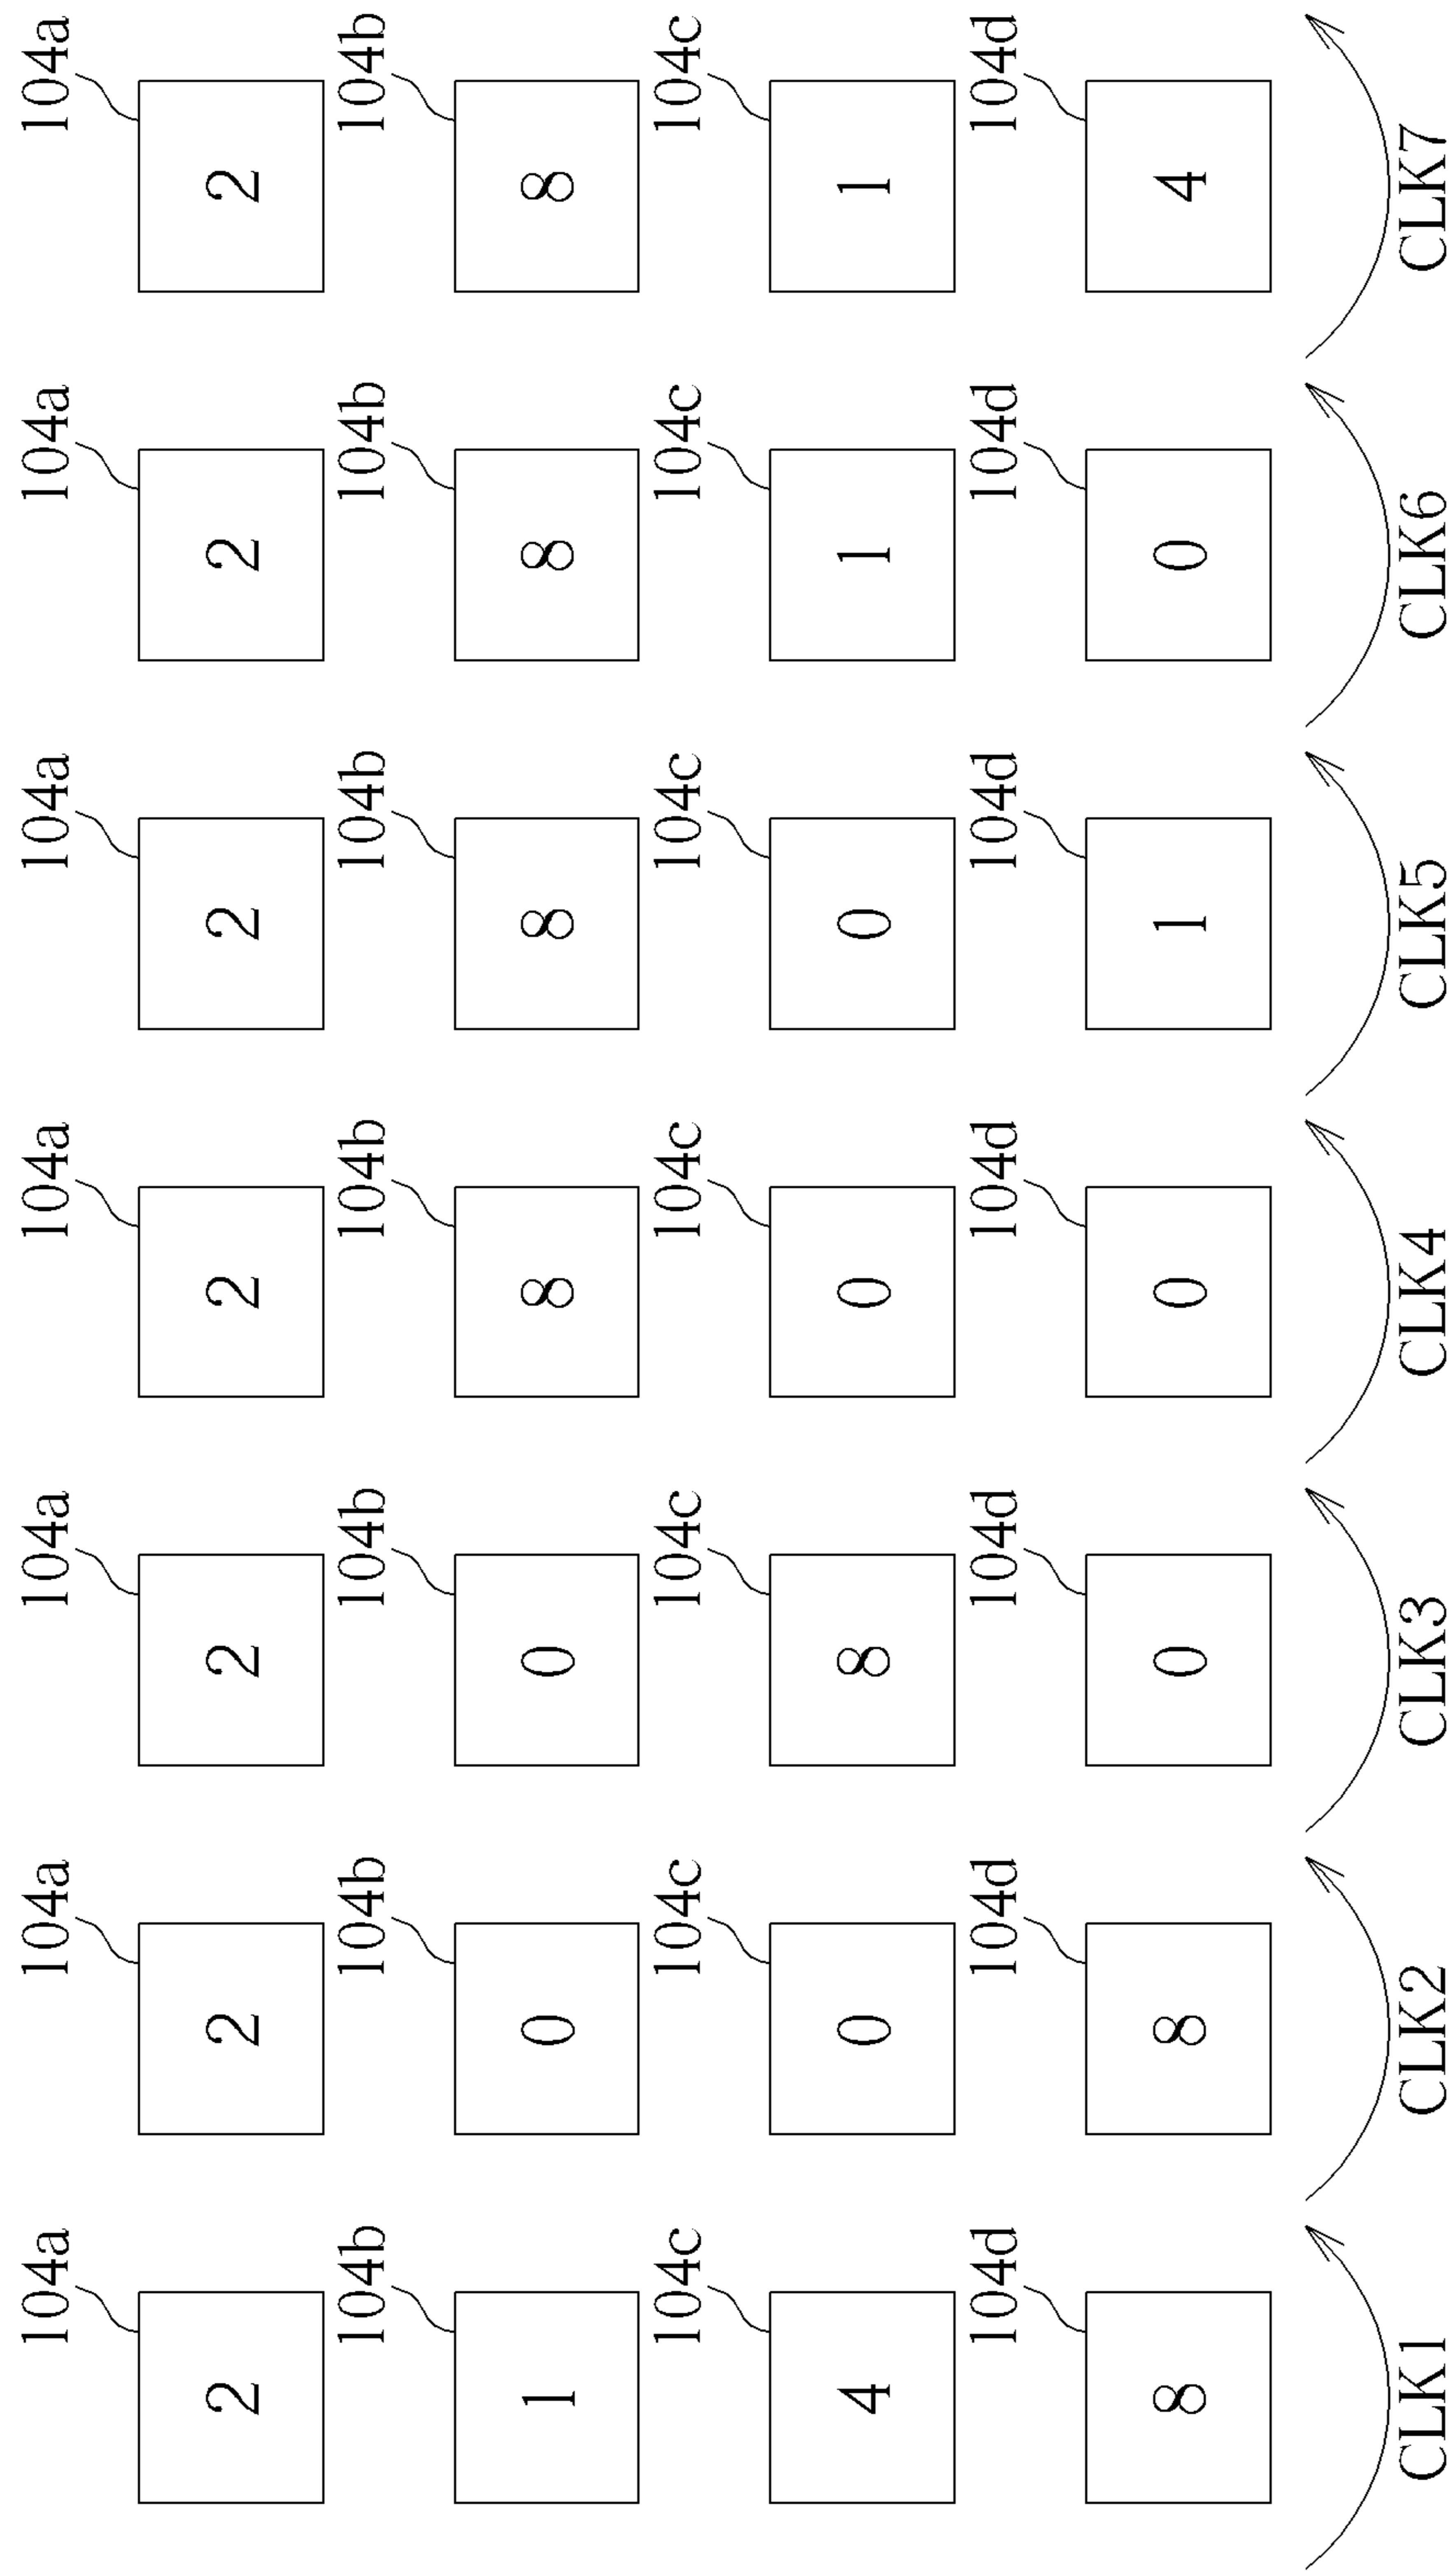 104a 104a 104a 104a 104a 104a 104a
2 2 2 2 2 2 2
104b 104b 104b 104b 104b 104b 104b
1 0 0 8 8 8 8
104c 104c 104c 104c 104c 104c 104c
4 0 8 0 0 1 1
104d 104d 104d 104d 104d 104d 104d
8 8 0 0 1 0 4
CLK1 CLK2 CLK3 CLK4 CLK5 CLK6 CLK7